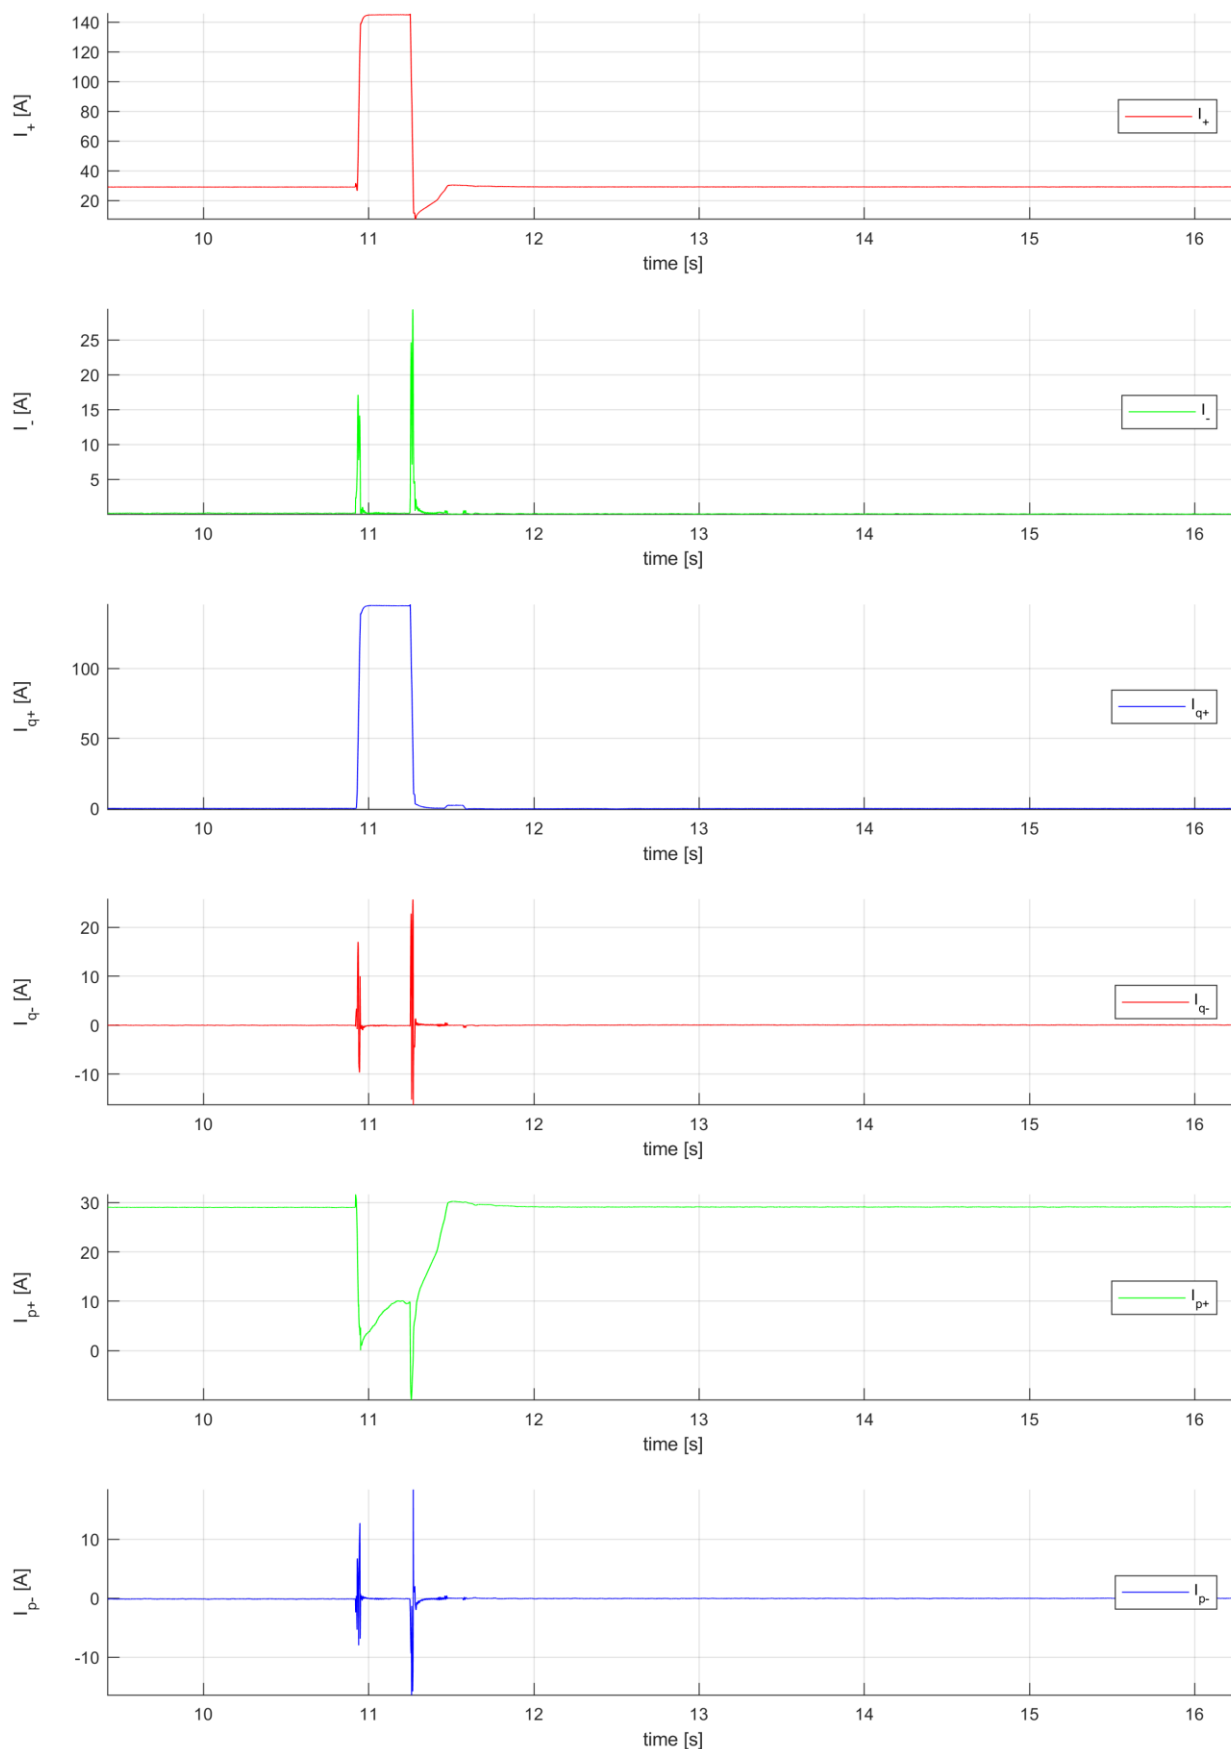 I+ [A]
140
120
100
80
60
40
20
I+
10 11 12 13 14 15 16
time [s]
I- [A]
25
20
15
10
5
I-
10 11 12 13 14 15 16
time [s]
Iq+ [A]
100
50
0
Iq+
10 11 12 13 14 15 16
time [s]
Iq- [A]
20
10
0
-10
Iq-
10 11 12 13 14 15 16
time [s]
Ip+ [A]
30
20
10
0
Ip+
10 11 12 13 14 15 16
time [s]
Ip- [A]
10
0
-10
Ip-
10 11 12 13 14 15 16
time [s]